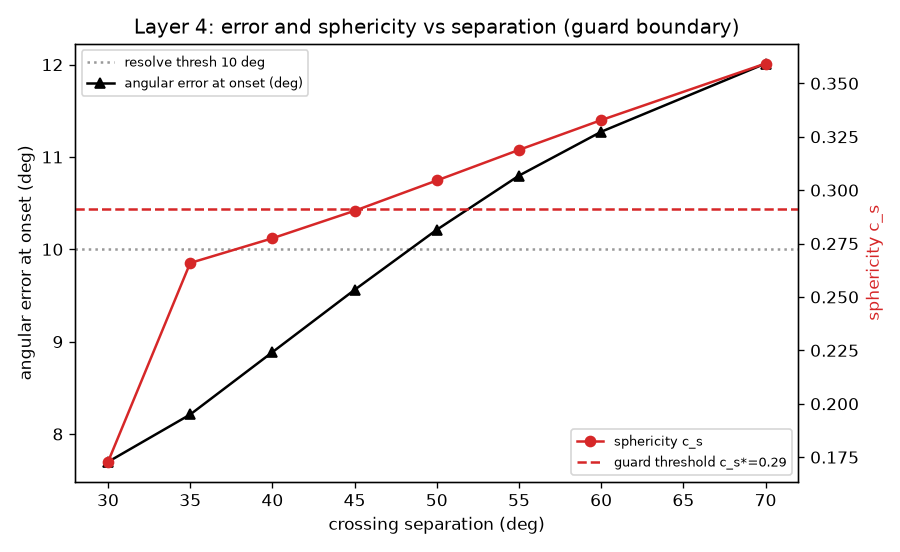 Layer 4: error and sphericity vs separation (guard boundary)
resolve thresh 10 deg
angular error at onset (deg)
12
11
10
9
8
angular error at onset (deg)
0.350
0.325
0.300
0.275
0.250
0.225
0.200
0.175
sphericity c_s
sphericity c_s
guard threshold c_s*=0.29
30 35 40 45 50 55 60 65 70
crossing separation (deg)